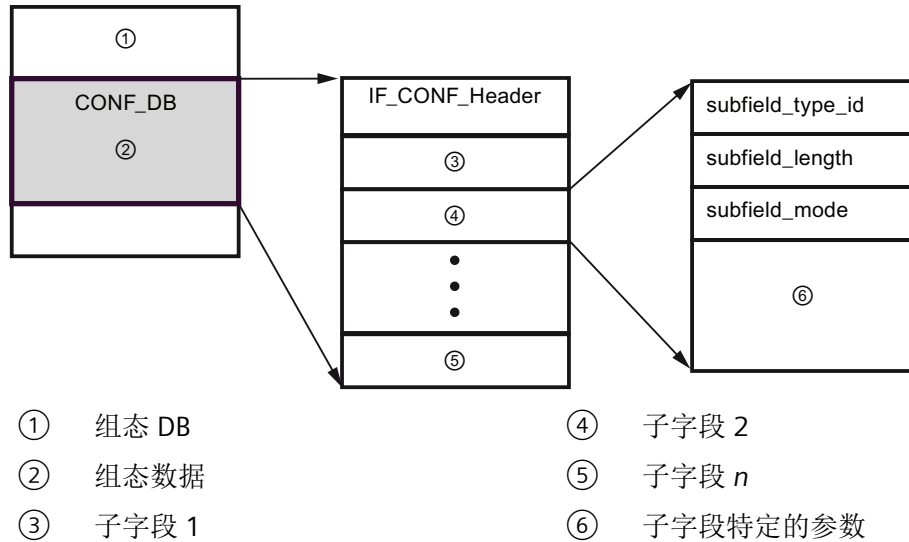 ①
CONF_DB
②
IF_CONF_Header
③
④
⑤
subfield_type_id
subfield_length
subfield_mode
⑥
① 组态 DB
② 组态数据
③ 子字段 1
④ 子字段 2
⑤ 子字段 n
⑥ 子字段特定的参数